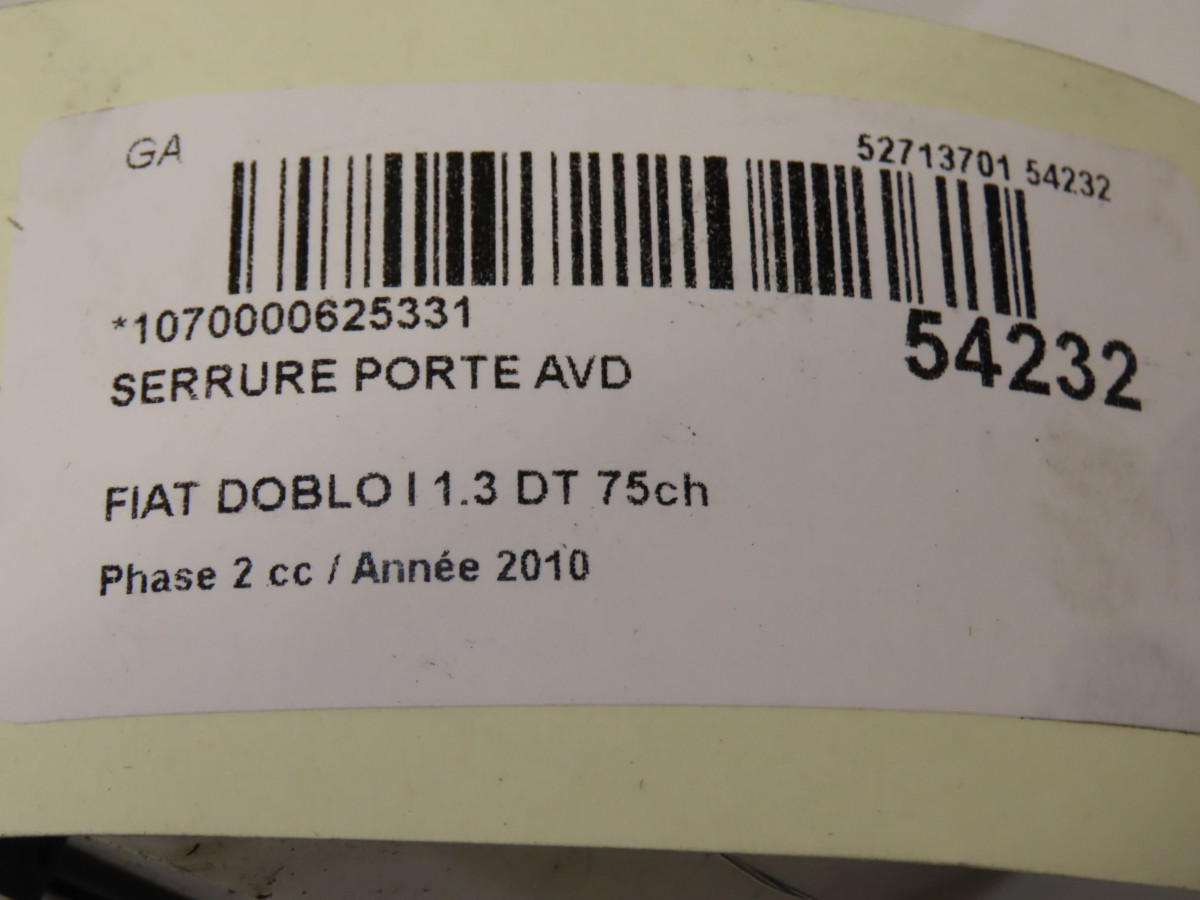 GA
52713701 54232
*1070000625331
54232
SERRURE PORTE AVD
FIAT DOBLO I 1.3 DT 75ch
Phase 2 cc / Année 2010